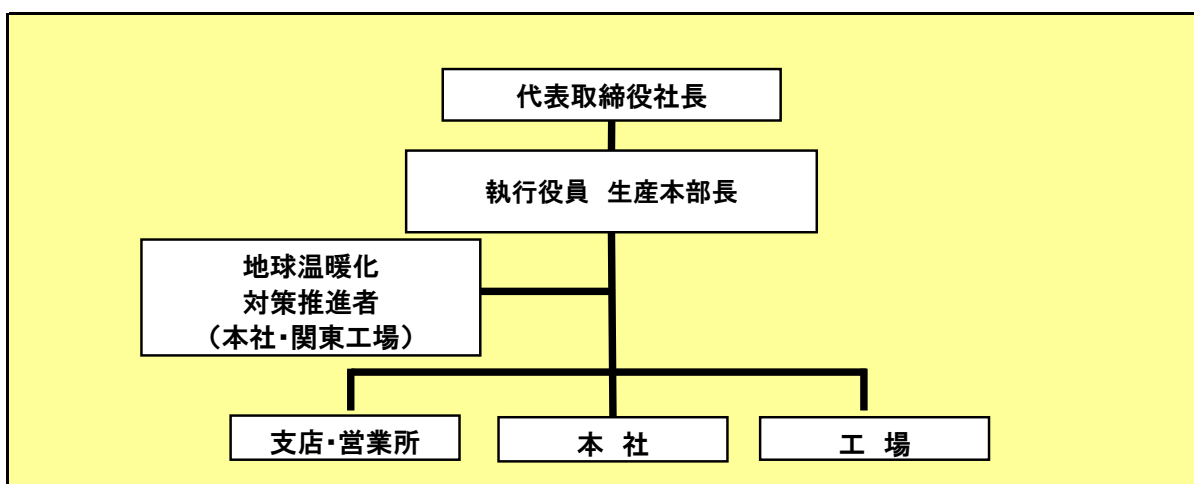 代表取締役社長
執行役員　生産本部長
地球温暖化
対策推進者
（本社・関東工場）
支店・営業所
本　社
工　場